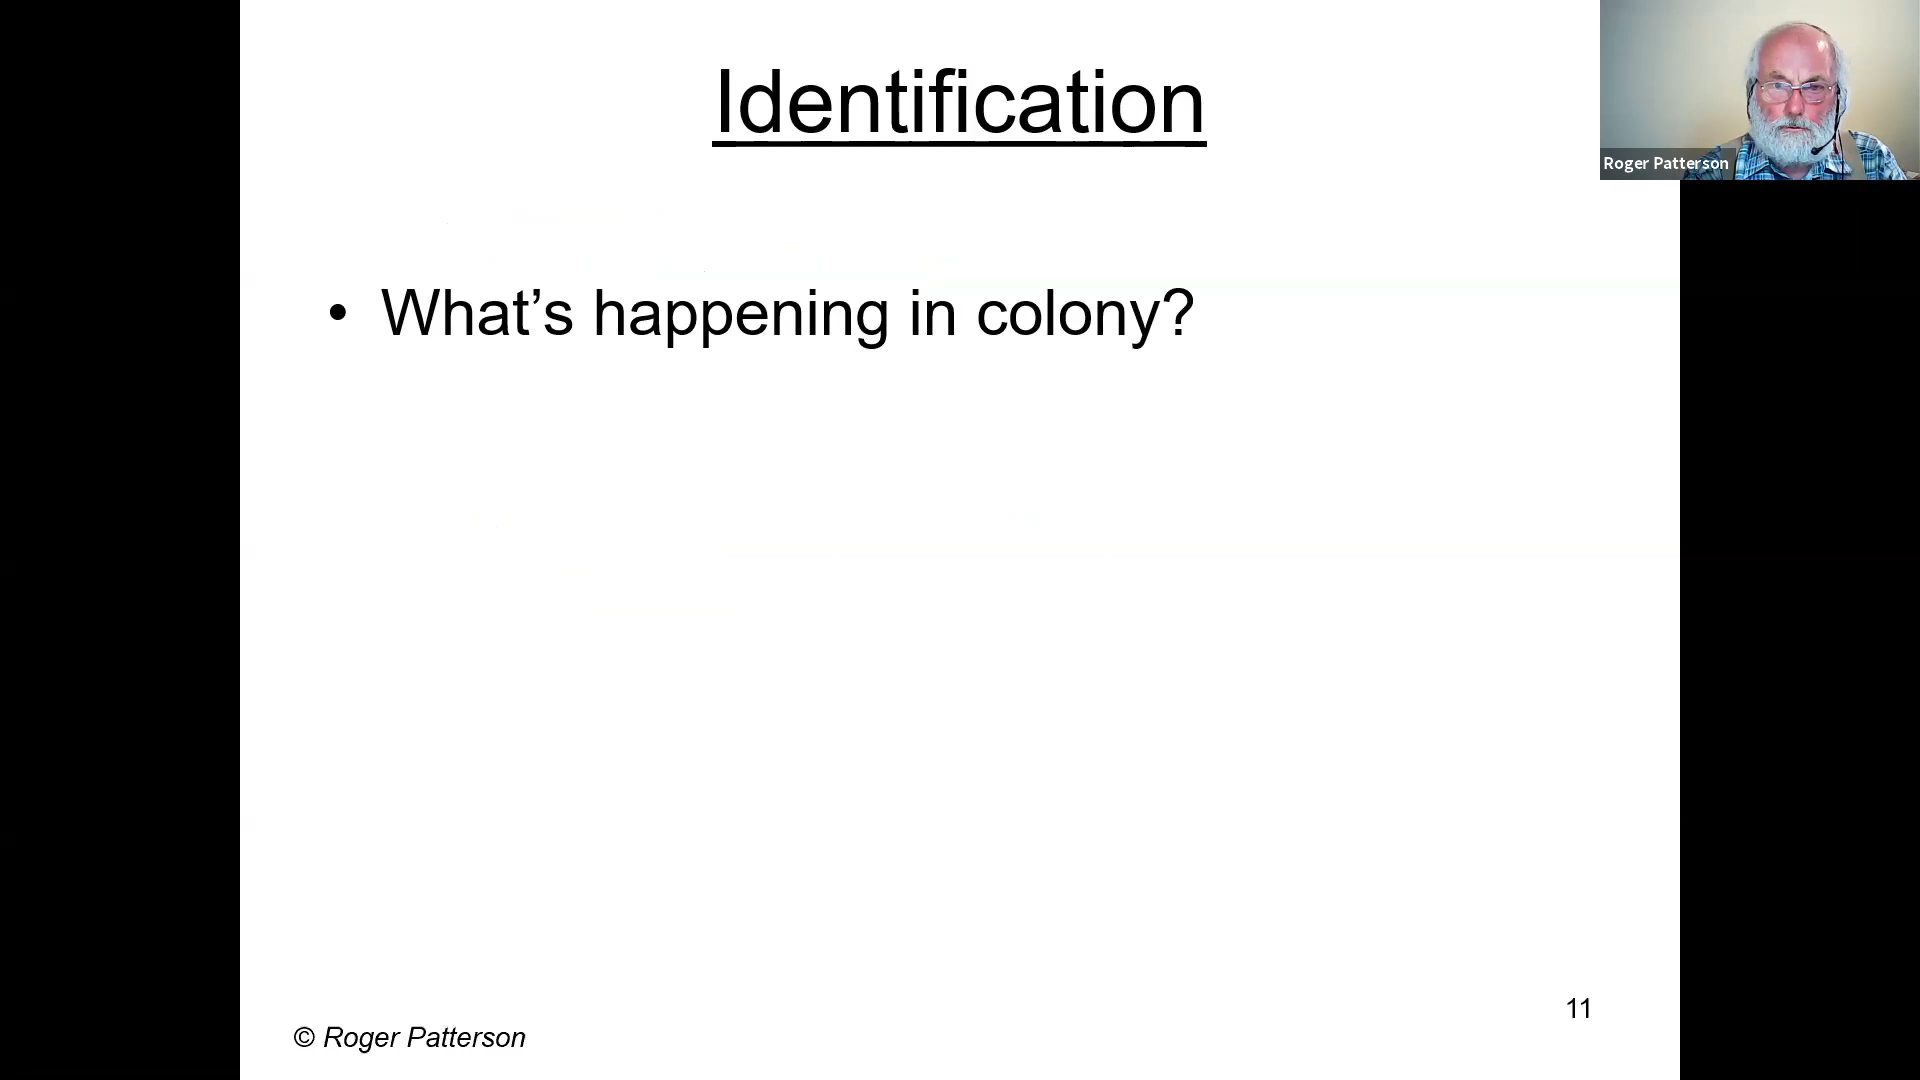 Identification
Roger Patterson
• What’s happening in colony?
11
© Roger Patterson